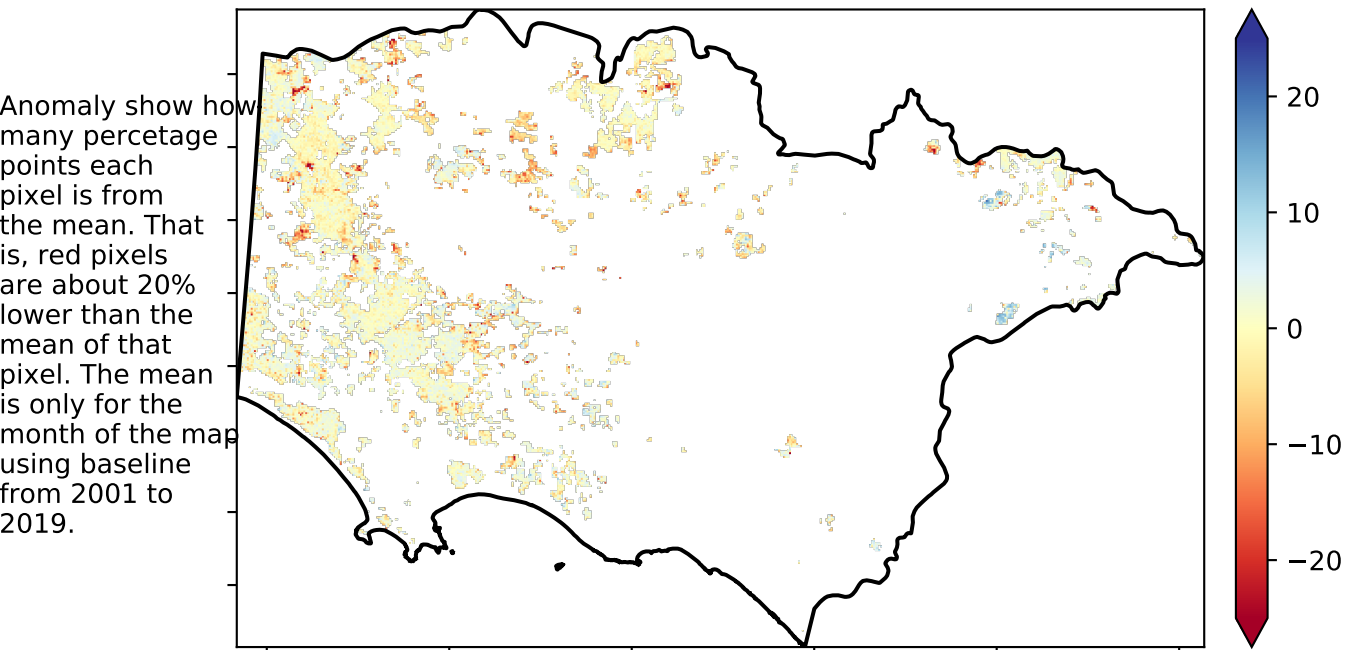 Anomaly show how
many percetage
points each
pixel is from
the mean. That
is, red pixels
are about 20%
lower than the
mean of that
pixel. The mean
is only for the
month of the map
using baseline
from 2001 to
2019.
20
10
0
−10
−20